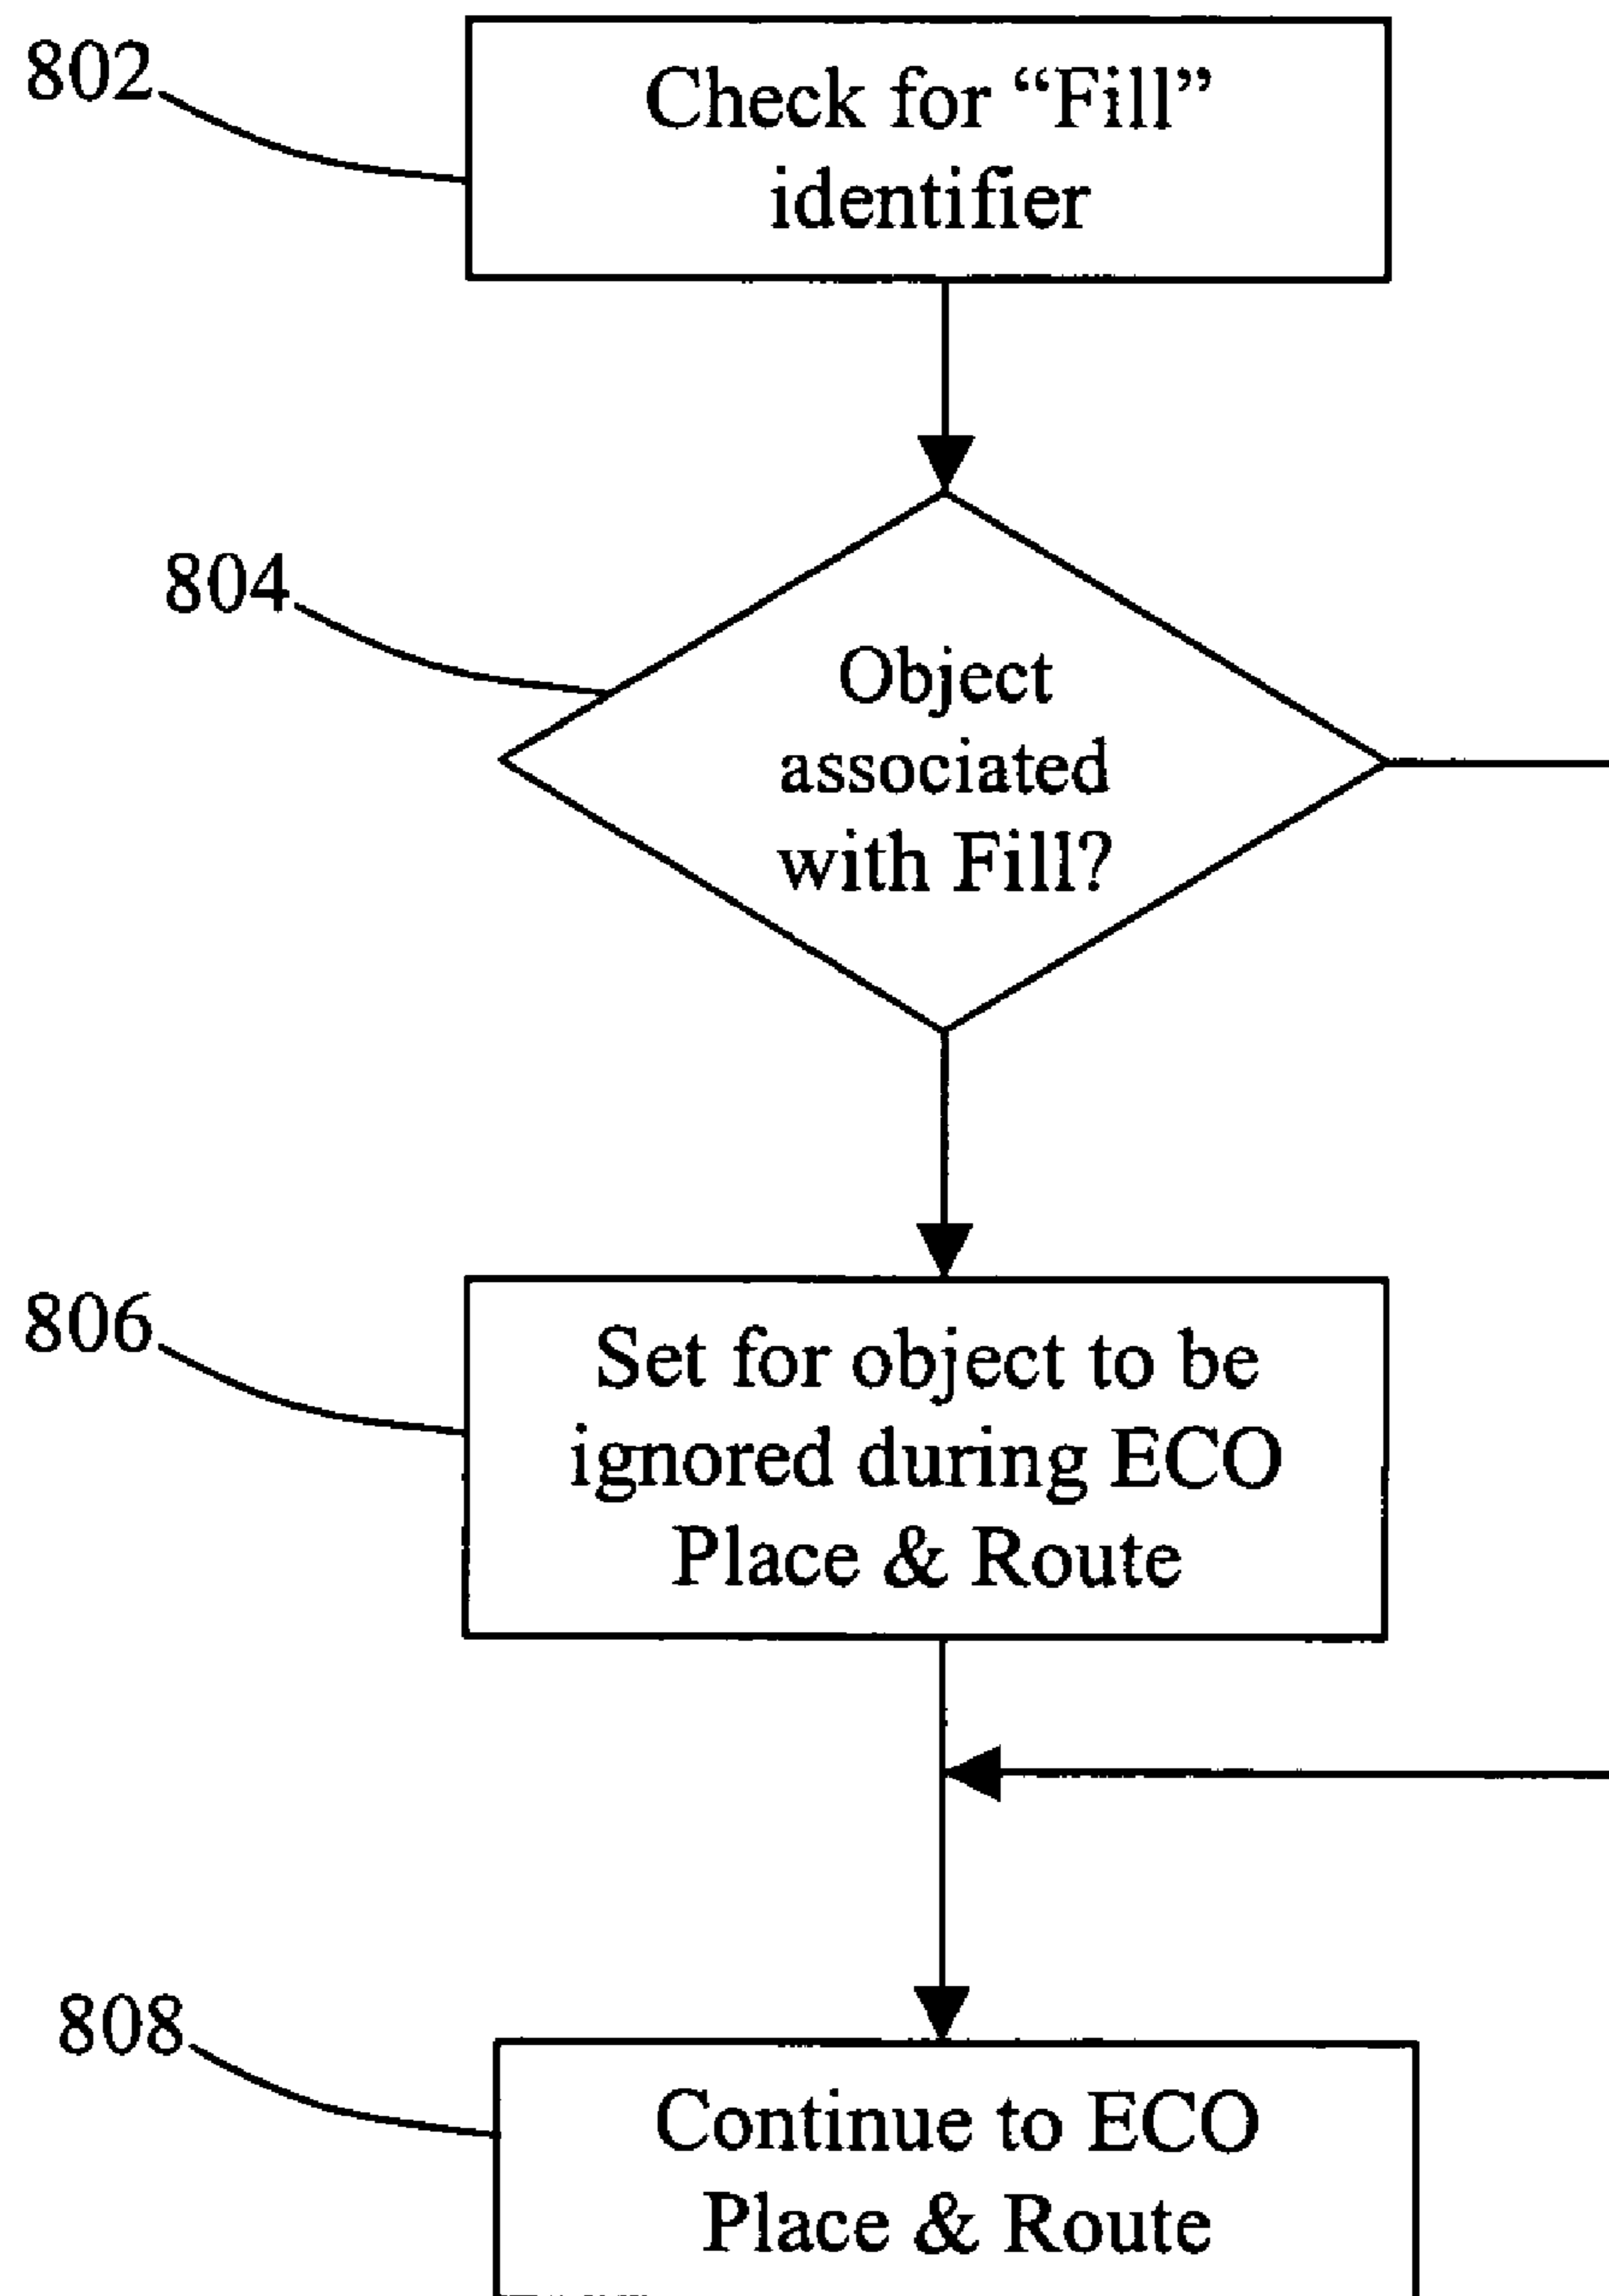 802
Check for “Fill”
identifier
804
Object
associated
with Fill?
806
Set for object to be
ignored during ECO
Place & Route
808
Continue to ECO
Place & Route